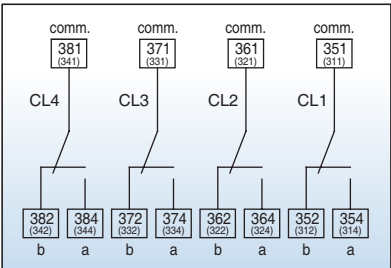 comm. comm. comm. comm.
381 371 361 351
(341) (331) (321) (311)
CL4 CL3 CL2 CL1
382 384 372 374 362 364 352 354
(342) (344) (332) (334) (322) (324) (312) (314)
b a b a b a b a